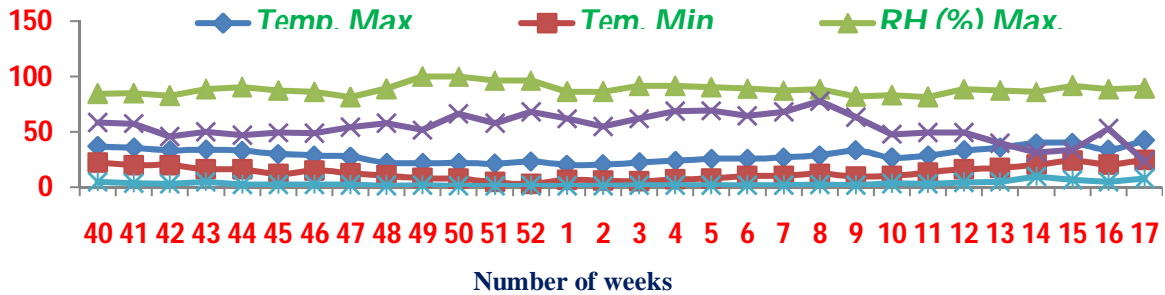 150 Temp. Max Tem. Min RH (%) Max.
100
50
0
40 41 42 43 44 45 46 47 48 49 50 51 52 1 2 3 4 5 6 7 8 9 10 11 12 13 14 15 16 17
Number of weeks